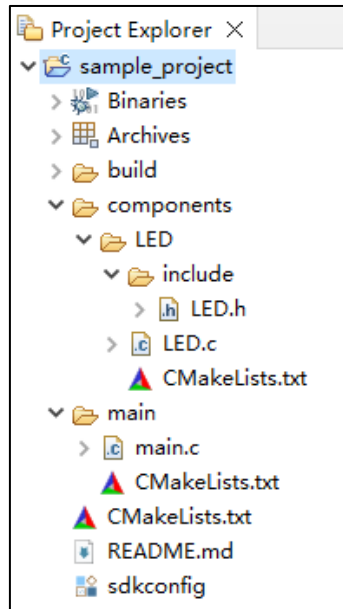 Project Explorer
sample_project
Binaries
Archives
build
components
LED
include
LED.h
LED.c
CMakeLists.txt
main
main.c
CMakeLists.txt
CMakeLists.txt
README.md
sdkconfig